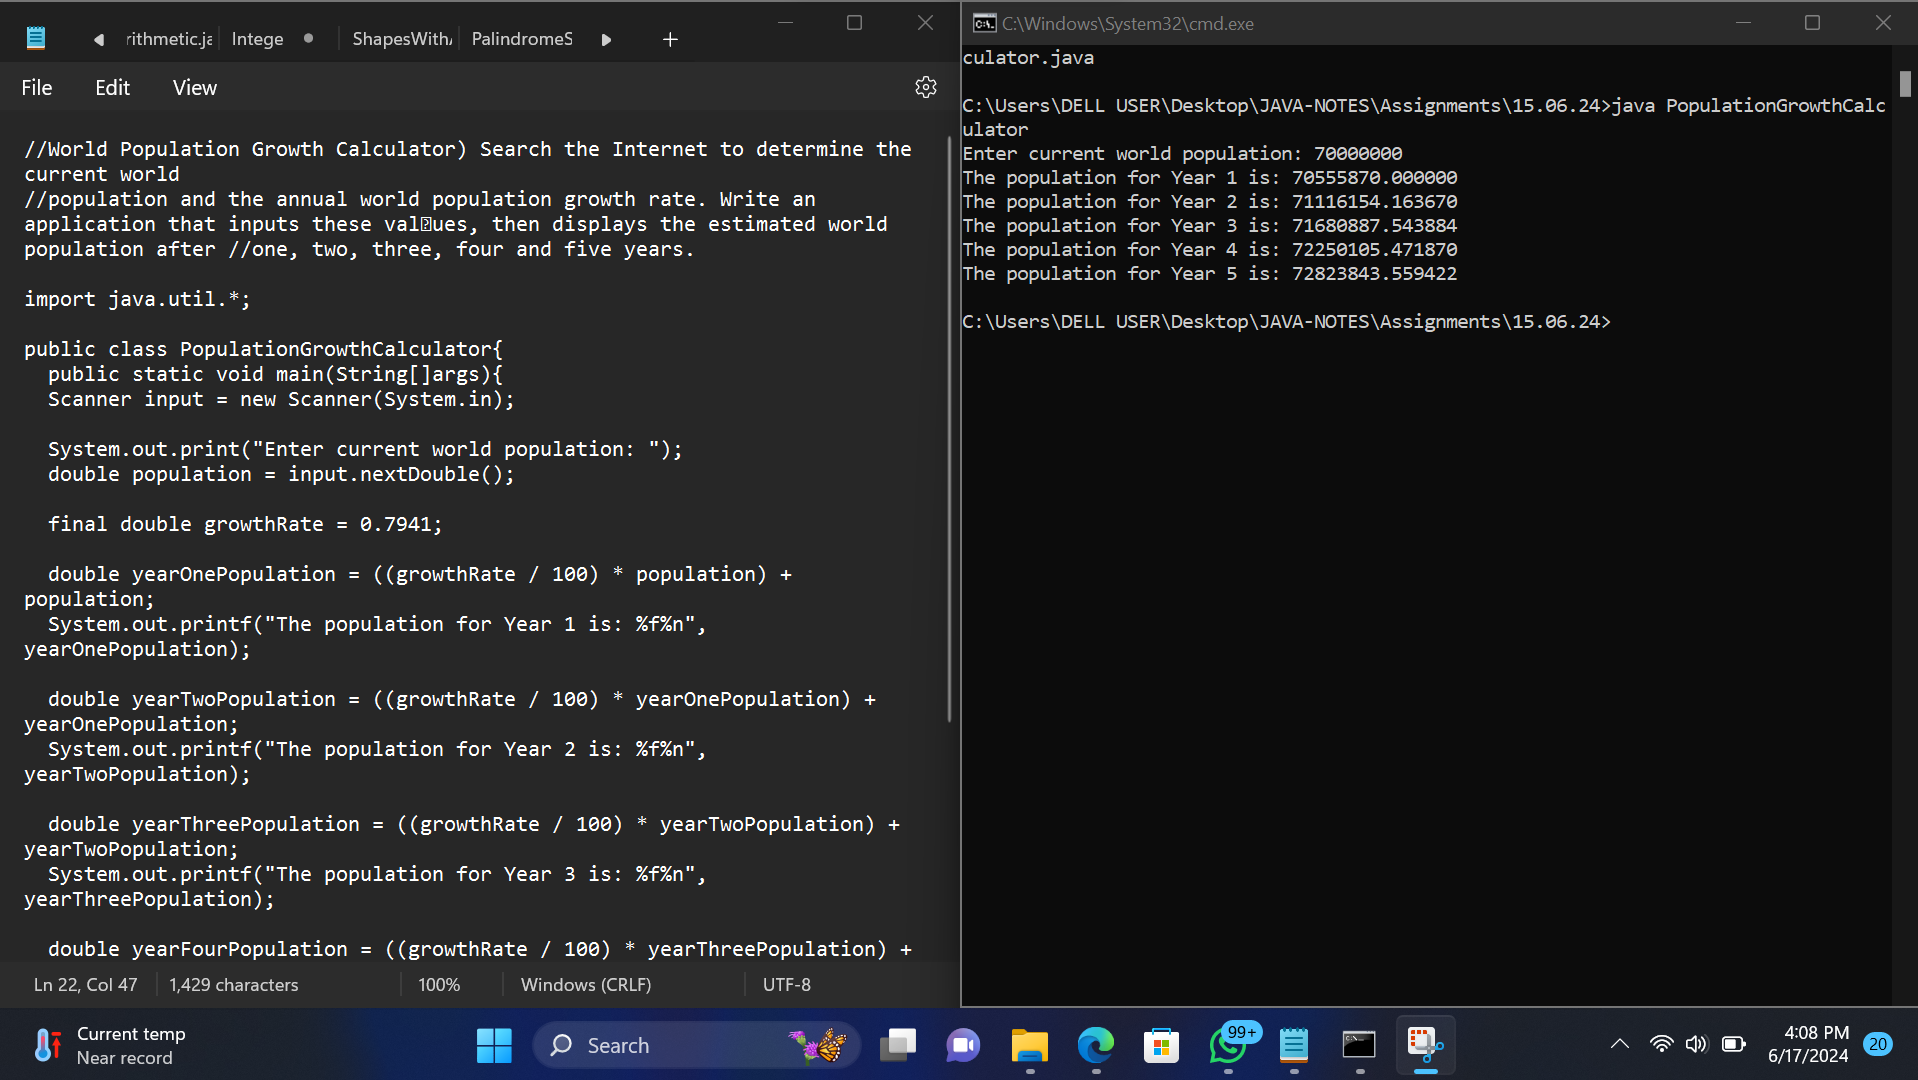 rithmetic.ja Intege ShapesWith PalindromeS
File Edit View
//World Population Growth Calculator) Search the Internet to determine the
current world
//population and the annual world population growth rate. Write an
application that inputs these val▯ues, then displays the estimated world
population after //one, two, three, four and five years.
import java.util.*;
public class PopulationGrowthCalculator{
public static void main(String[]args){
Scanner input = new Scanner(System.in);
System.out.print("Enter current world population: ");
double population = input.nextDouble();
final double growthRate = 0.7941;
double yearOnePopulation = ((growthRate / 100) * population) +
population;
System.out.printf("The population for Year 1 is: %f%n",
yearOnePopulation);
double yearTwoPopulation = ((growthRate / 100) * yearOnePopulation) +
yearOnePopulation;
System.out.printf("The population for Year 2 is: %f%n",
yearTwoPopulation);
double yearThreePopulation = ((growthRate / 100) * yearTwoPopulation) +
yearTwoPopulation;
System.out.printf("The population for Year 3 is: %f%n",
yearThreePopulation);
double yearFourPopulation = ((growthRate / 100) * yearThreePopulation) +
Ln 22, Col 47 1,429 characters 100% Windows (CRLF) UTF-8
C:\Windows\System32\cmd.exe
culator.java
C:\Users\DELL USER\Desktop\JAVA-NOTES\Assignments\15.06.24>java PopulationGrowthCalc
ulator
Enter current world population: 70000000
The population for Year 1 is: 70555870.000000
The population for Year 2 is: 71116154.163670
The population for Year 3 is: 71680887.543884
The population for Year 4 is: 72250105.471870
The population for Year 5 is: 72823843.559422
C:\Users\DELL USER\Desktop\JAVA-NOTES\Assignments\15.06.24>
Current temp
Near record
Search
99+
4:08 PM
6/17/2024
20